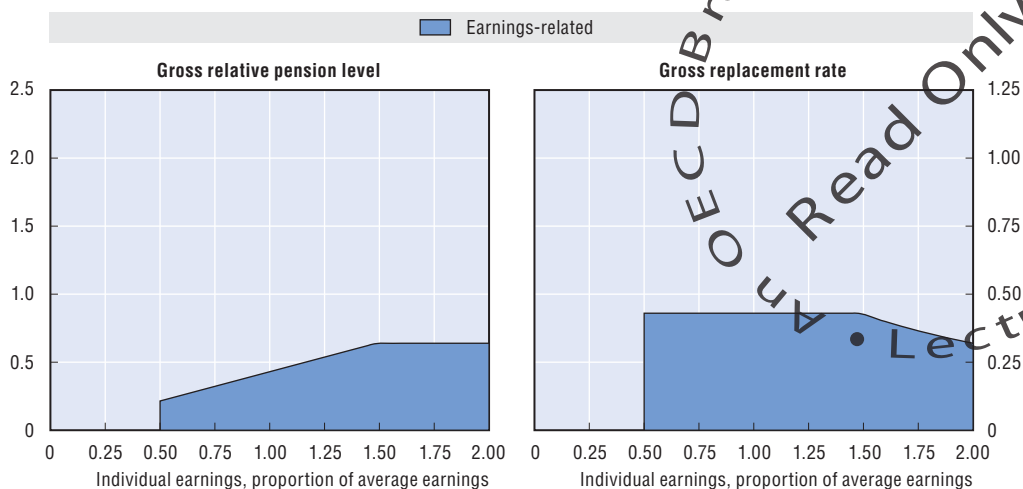 Earnings-related
Gross relative pension level
Gross replacement rate
2.5
2.0
1.5
1.0
0.5
0
0 0.25 0.50 0.75 1.00 1.25 1.50 1.75 2.00
Individual earnings, proportion of average earnings
1.25
1.00
0.75
0.50
0.25
0
0 0.25 0.50 0.75 1.00 1.25 1.50 1.75 2.00
Individual earnings, proportion of average earnings
An OECD
Read Only